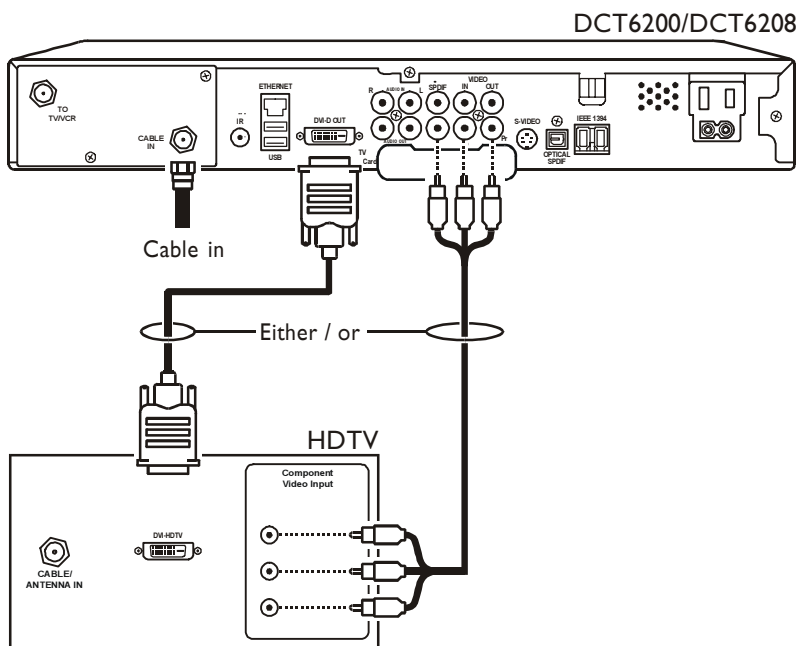 DCT6200/DCT6208
TO
TV/VCR
CABLE
IN
IR
ETHERNET
USB
DVI-D OUT
TV
Card
R
AUDIO IN
L
SPDIF
VIDEO
IN
OUT
AUDIO OUT
Pr
S-VIDEO
OPTICAL
SPDIF
IEEE 1394
Cable in
Either / or
HDTV
Component
Video Input
DVI-HDTV
CABLE/
ANTENNA IN